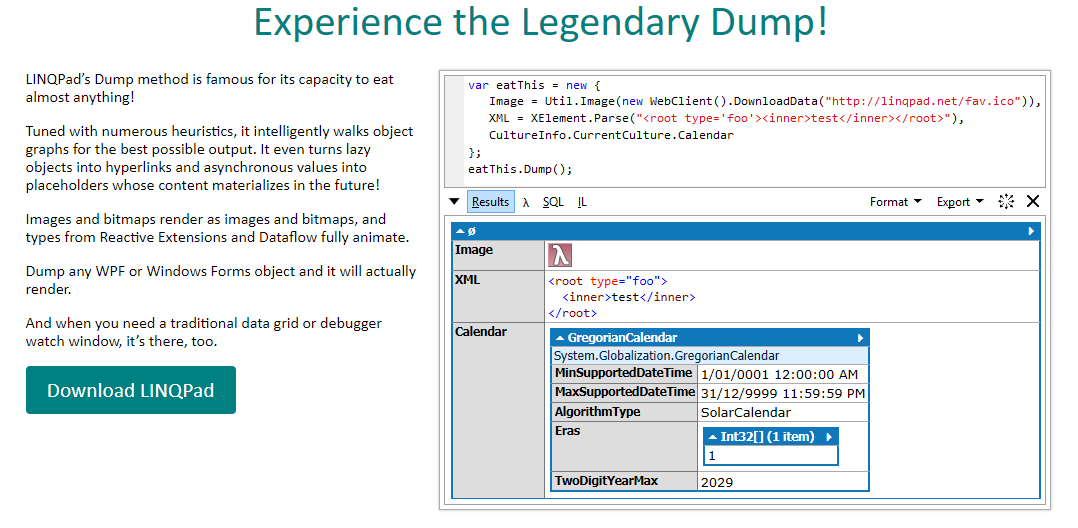 Experience the Legendary Dump!
LINQPad’s Dump method is famous for its capacity to eat
almost anything!
Tuned with numerous heuristics, it intelligently walks object
graphs for the best possible output. It even turns lazy
objects into hyperlinks and asynchronous values into
placeholders whose content materializes in the future!
Images and bitmaps render as images and bitmaps, and
types from Reactive Extensions and Dataflow fully animate.
Dump any WPF or Windows Forms object and it will actually
render.
And when you need a traditional data grid or debugger
watch window, it’s there, too.
Download LINQPad
var eatThis = new {
Image = Util.Image(new WebClient().DownloadData("http://linqpad.net/fav.ico")),
XML = XElement.Parse("<root type='foo'><inner>test</inner></root>"),
CultureInfo.CurrentCulture.Calendar
};
eatThis.Dump();
Results λ SQL IL Format Export
ø
Image λ
XML <root type="foo">
<inner>test</inner>
</root>
Calendar
GregorianCalendar
System.Globalization.GregorianCalendar
MinSupportedDateTime 1/01/0001 12:00:00 AM
MaxSupportedDateTime 31/12/9999 11:59:59 PM
AlgorithmType SolarCalendar
Eras Int32[] (1 item)
1
TwoDigitYearMax 2029